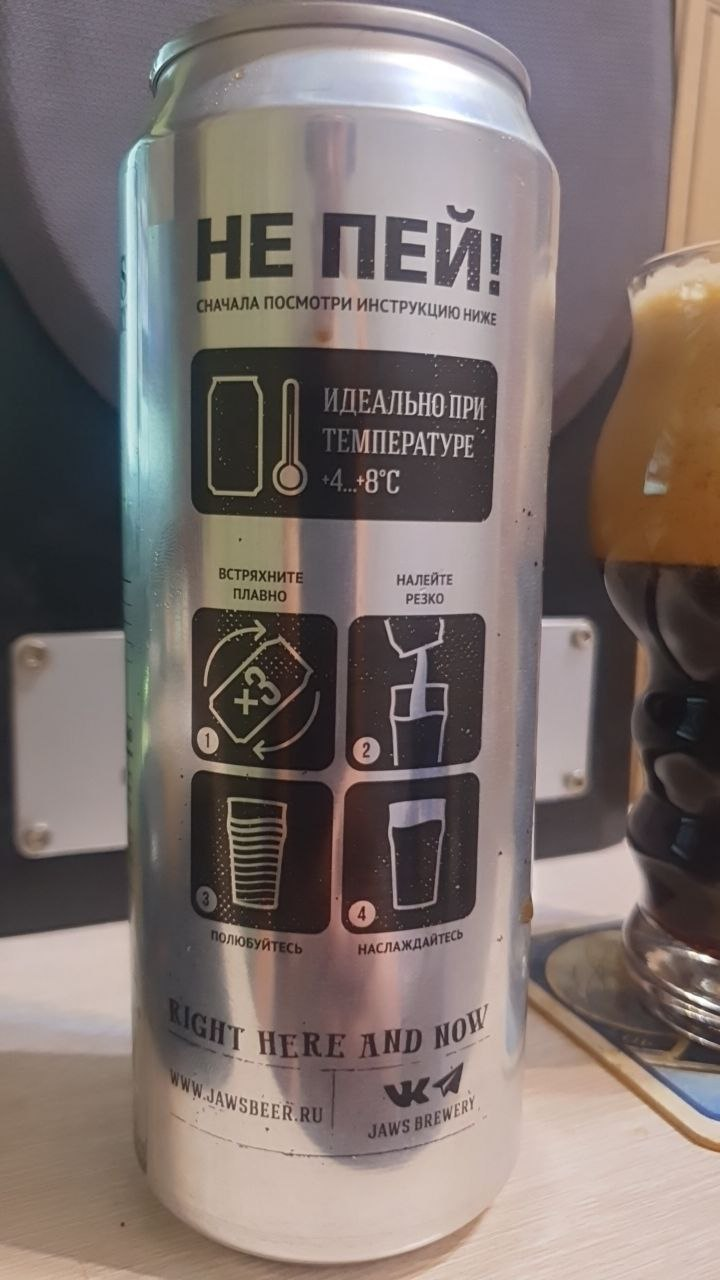 НЕ ПЕЙ!
СНАЧАЛА ПОСМОТРИ ИНСТРУКЦИЮ НИЖЕ
ИДЕАЛЬНО ПРИ
ТЕМПЕРАТУРЕ
+4...+8°C
ВСТРЯХНИТЕ
ПЛАВНО
НАЛЕЙТЕ
РЕЗКО
×3
1
2
3
4
ПОЛЮБУЙТЕСЬ
НАСЛАЖДАЙТЕСЬ
RIGHT HERE AND NOW
WWW.JAWSBEER.RU
JAWS BREWERY